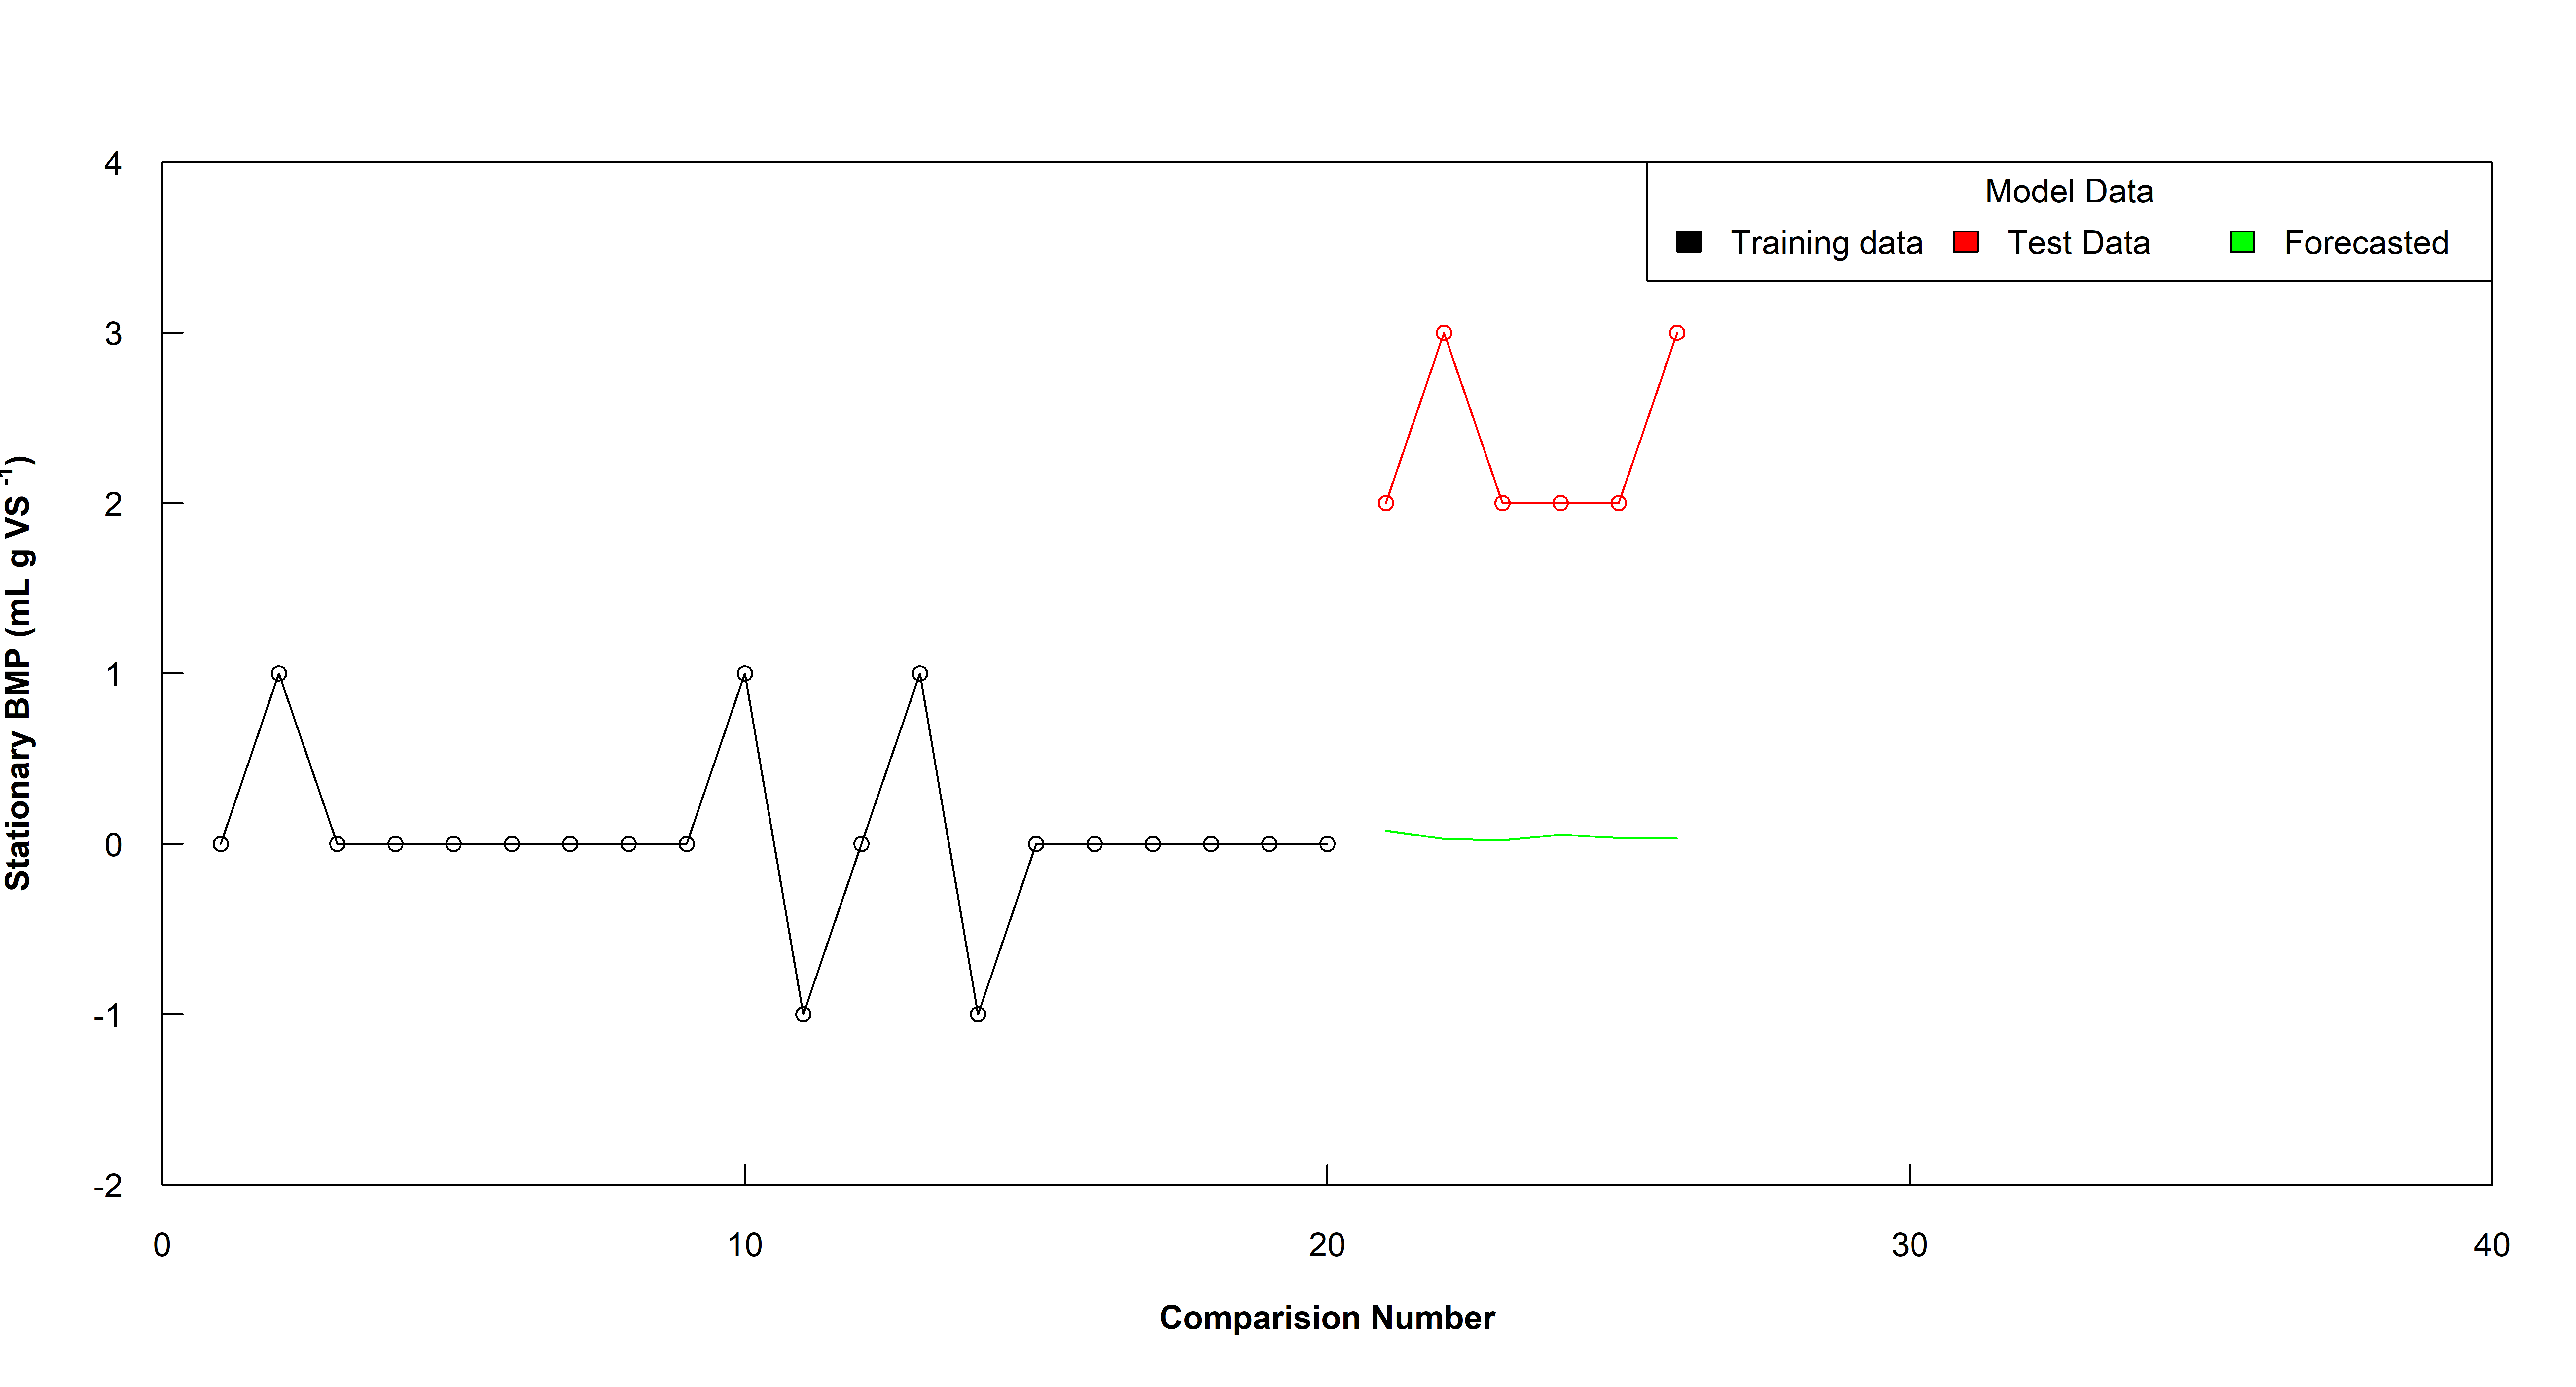 4
3
2
1
0
-1
-2
Stationary BMP (mL g VS -1)
Model Data
Training data Test Data Forecasted
0 10 20 30 40
Comparision Number